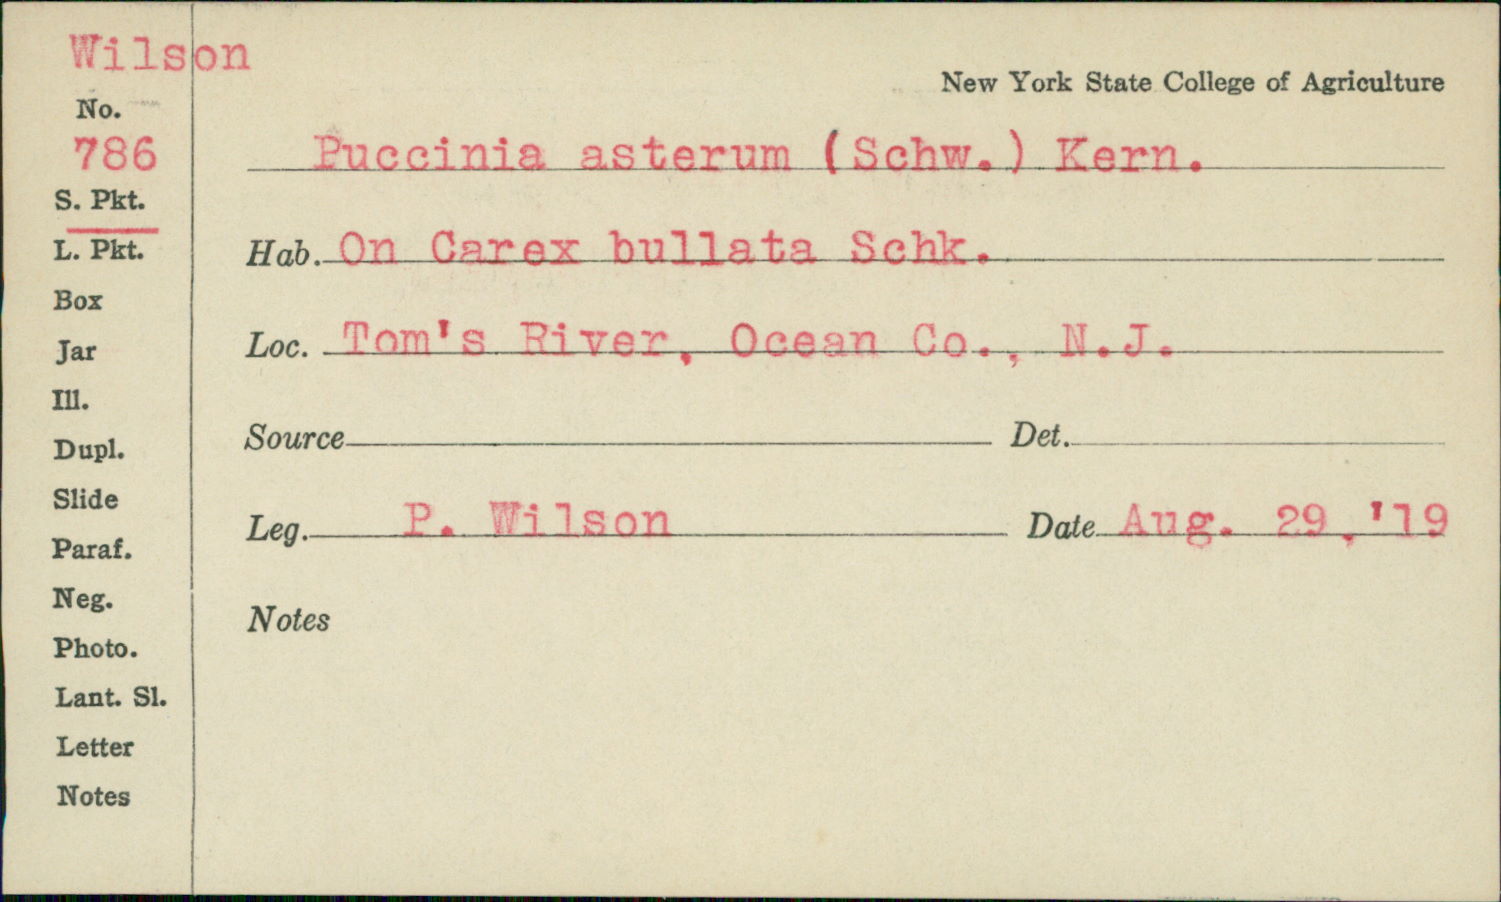 Wilson
New York State College of Agriculture
No.
786
Puccinia asterum (Schw.) Kern.
S. Pkt.
L. Pkt.
Hab. On Carex bullata Schk.
Box
Jar
Loc. Tom's River, Ocean Co., N.J.
Ill.
Dupl.
Source Det.
Slide
Leg. P. Wilson Date Aug. 29, '19
Paraf.
Neg.
Notes
Photo.
Lant. Sl.
Letter
Notes